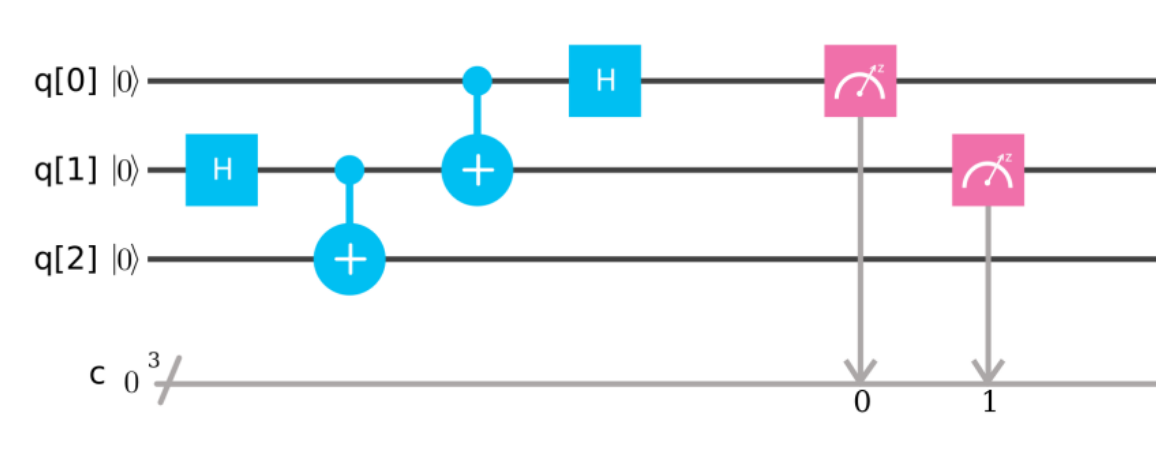 q[0] |0⟩ H z
q[1] |0⟩ H z
q[2] |0⟩
c 0 3
0 1